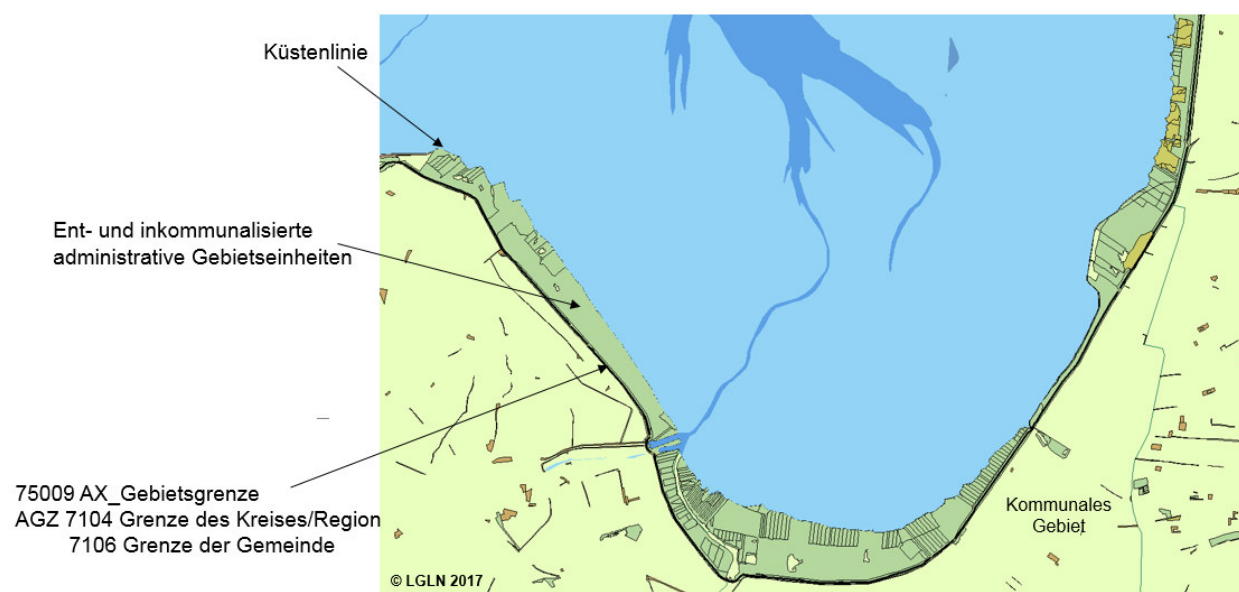 Küstenlinie
Ent- und inkommunalisierte
administrative Gebietseinheiten
75009 AX_Gebietsgrenze
AGZ 7104 Grenze des Kreises/Region
7106 Grenze der Gemeinde
Kommunales
Gebiet
© LGLN 2017